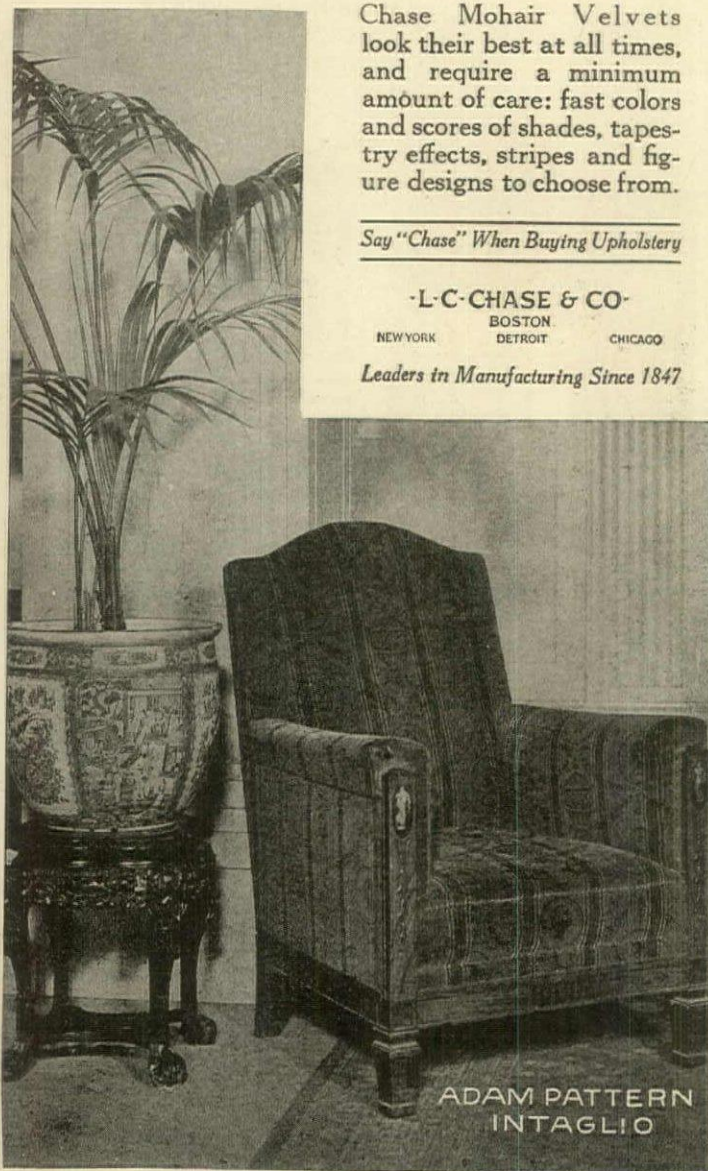 Chase Mohair Velvets
look their best at all times,
and require a minimum
amount of care: fast colors
and scores of shades, tapes-
try effects, stripes and fig-
ure designs to choose from.
Say "Chase" When Buying Upholstery
-L-C-CHASE & CO-
BOSTON
NEW YORK DETROIT CHICAGO
Leaders in Manufacturing Since 1847
ADAM PATTERN
INTAGLIO